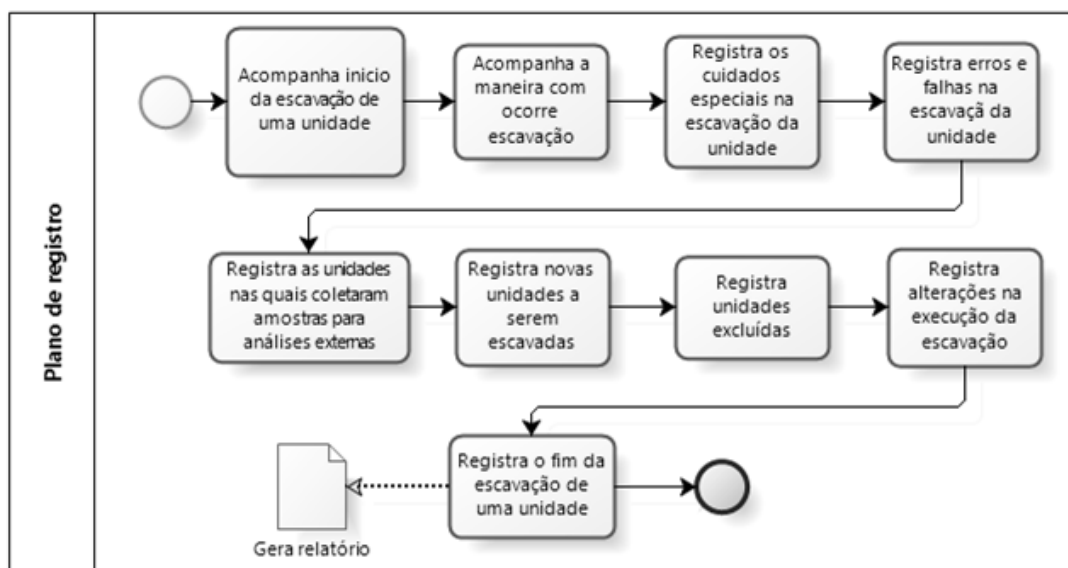 Plano de registro
Acompanha inicio
da escavação de
uma unidade
Acompanha a
maneira com
ocorre
escavação
Registra os
cuidados
especiais na
escavação da
unidade
Registra erros e
falhas na
escavaçã da
unidade
Registra as unidades
nas quais coletaram
amostras para
análises externas
Registra novas
unidades a
serem
escavadas
Registra
unidades
excluídas
Registra
alterações na
execução da
escavação
Registra o fim da
escavação de
uma unidade
Gera relatório